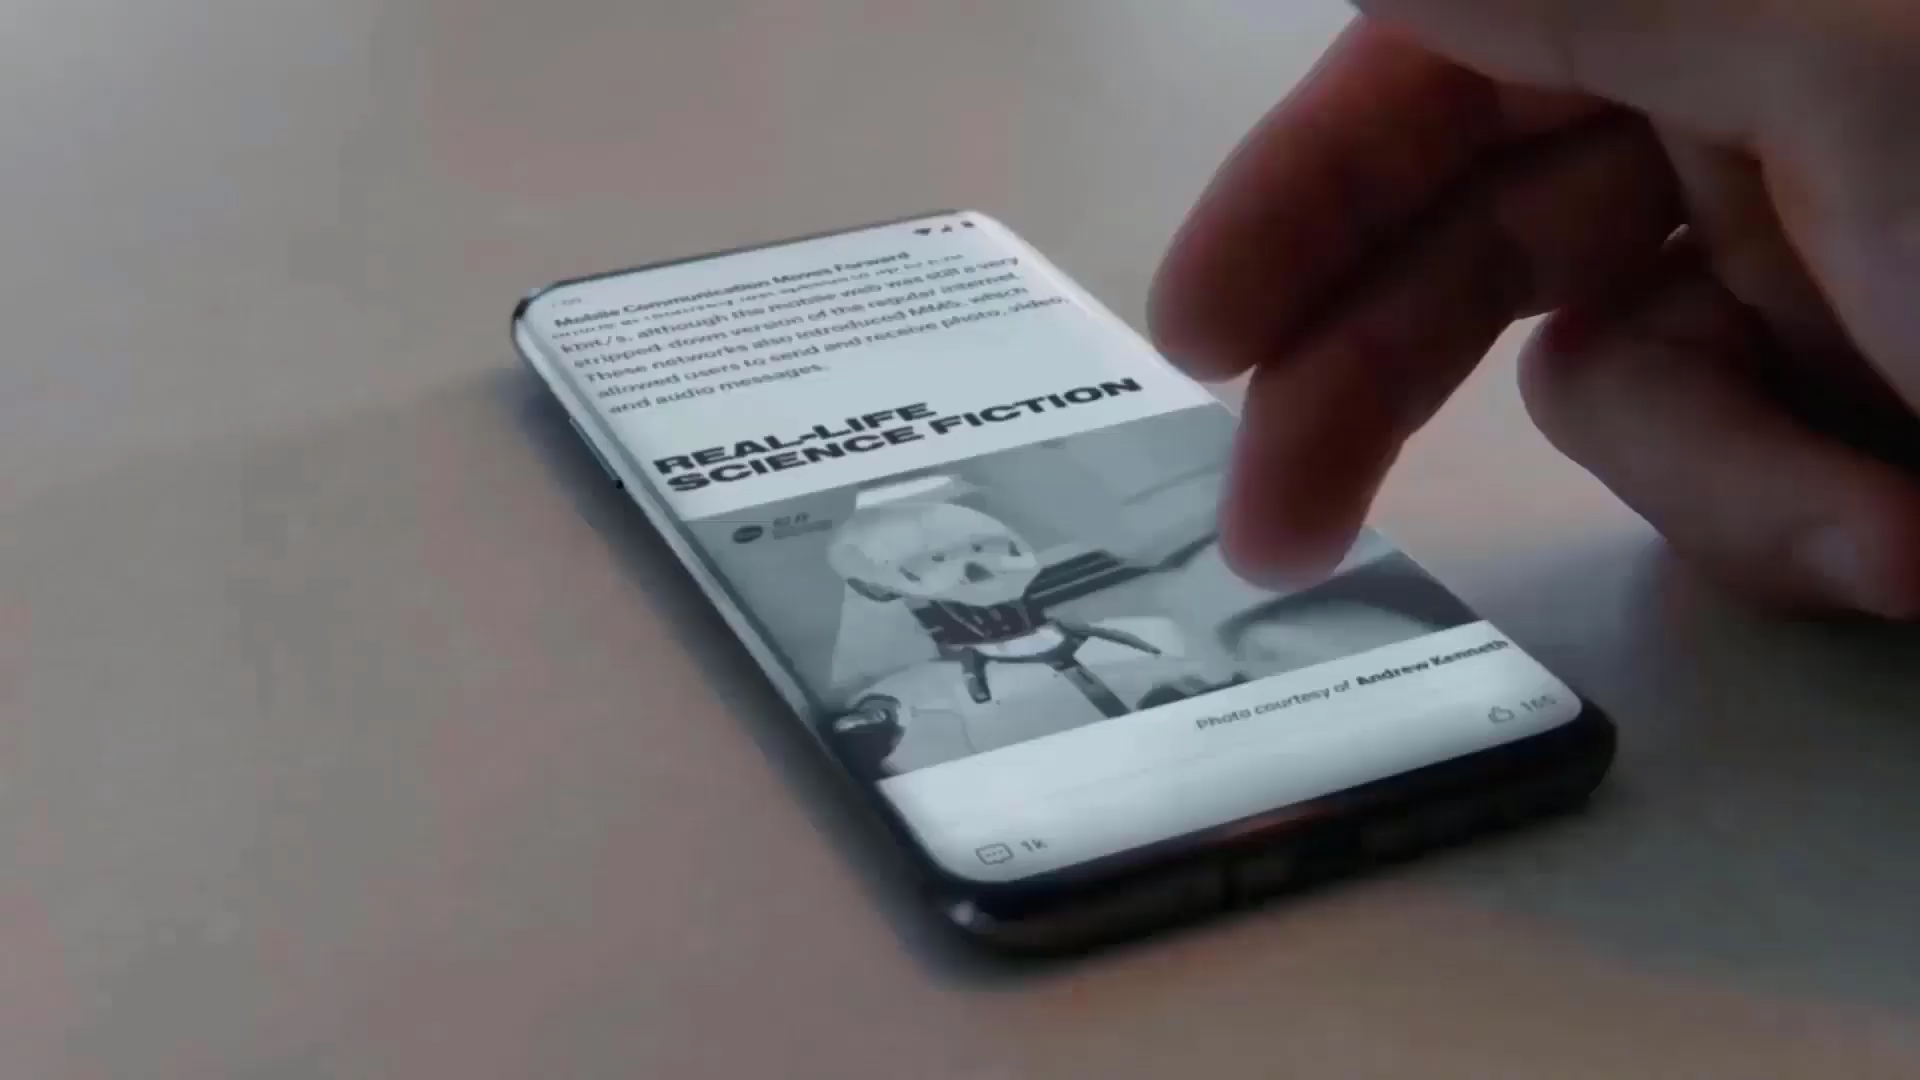 Mobile Communication Moves Forward
kbit/s, although the mobile web was still a very
stripped-down version of the regular internet.
These networks also introduced MMS, which
allowed users to send and receive photo, video,
and audio messages.
REAL-LIFE
SCIENCE FICTION
Photo courtesy of Andrew Kenneth
165
1k